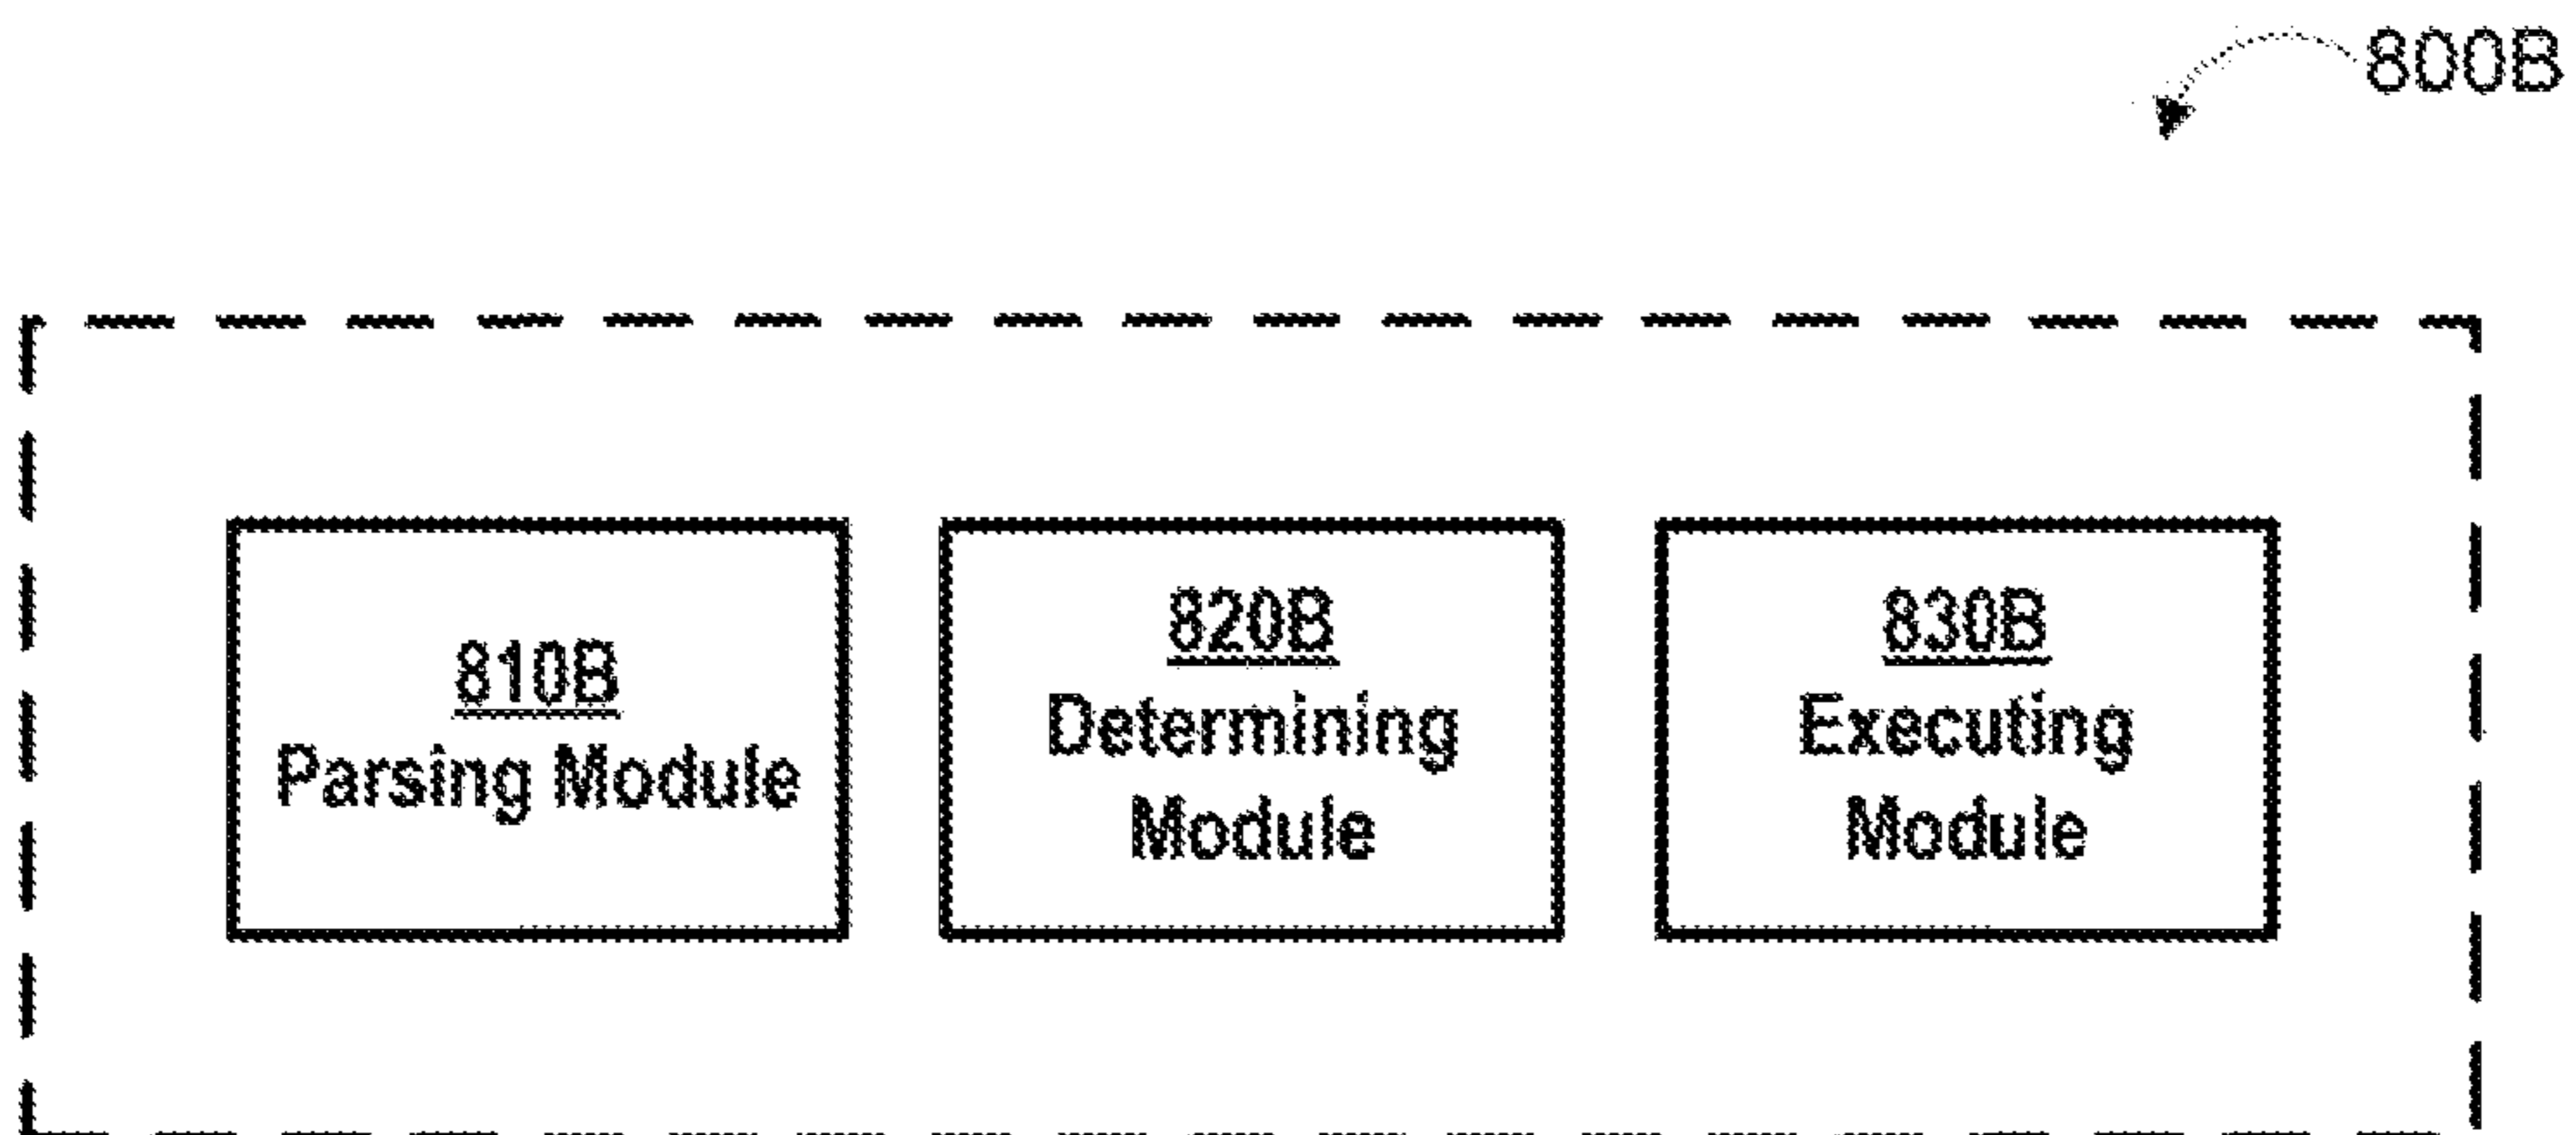 800B
810B
Parsing Module
820B
Determining
Module
830B
Executing
Module